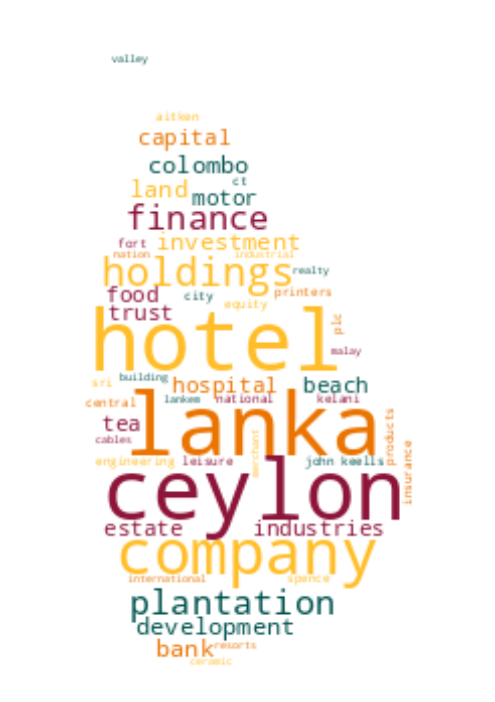 valley
aitken
capital
colombo
ct
land motor
finance
fort investment
nation industrial
holdings realty
food city printers
equity
trust
hotel plc
malay
sri building hospital beach
central lankem national kelani
lanka products
tea
cables
engineering leisure merchant john keells insurance
ceylon
estate industries
company
international spence
plantation
development
bank resorts
ceramic